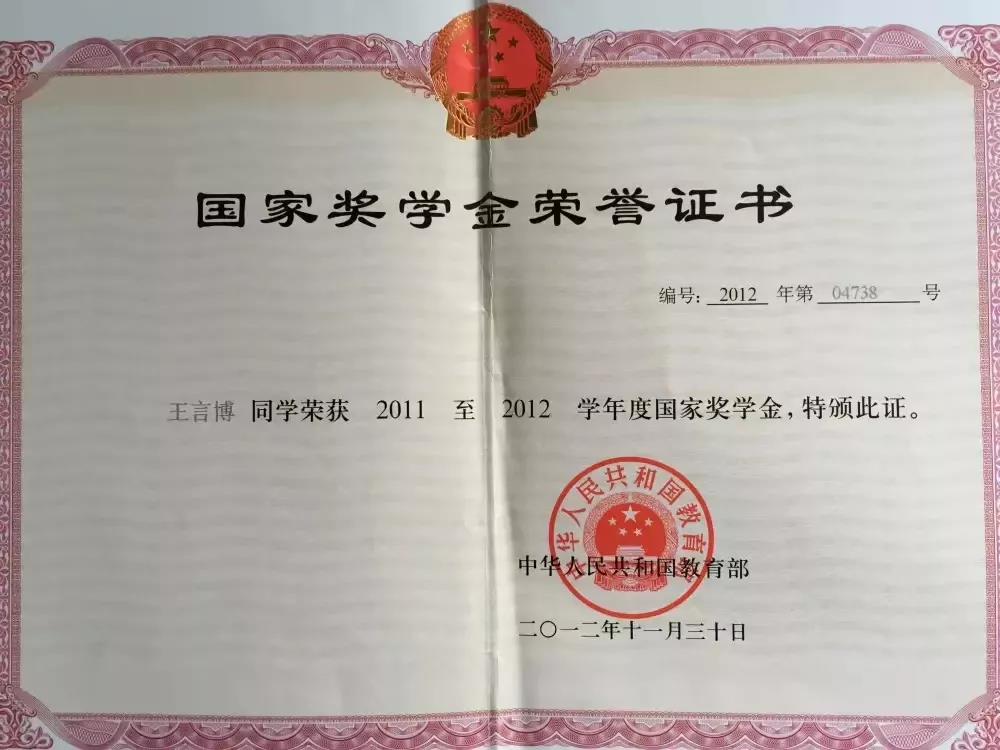 国家奖学金荣誉证书
编号: 2012 年第 04738 号
王言博 同学荣获 2011 至 2012 学年度国家奖学金，特颁此证。
中华人民共和国教育部
中华人民共和国教育部
二〇一二年十一月三十日